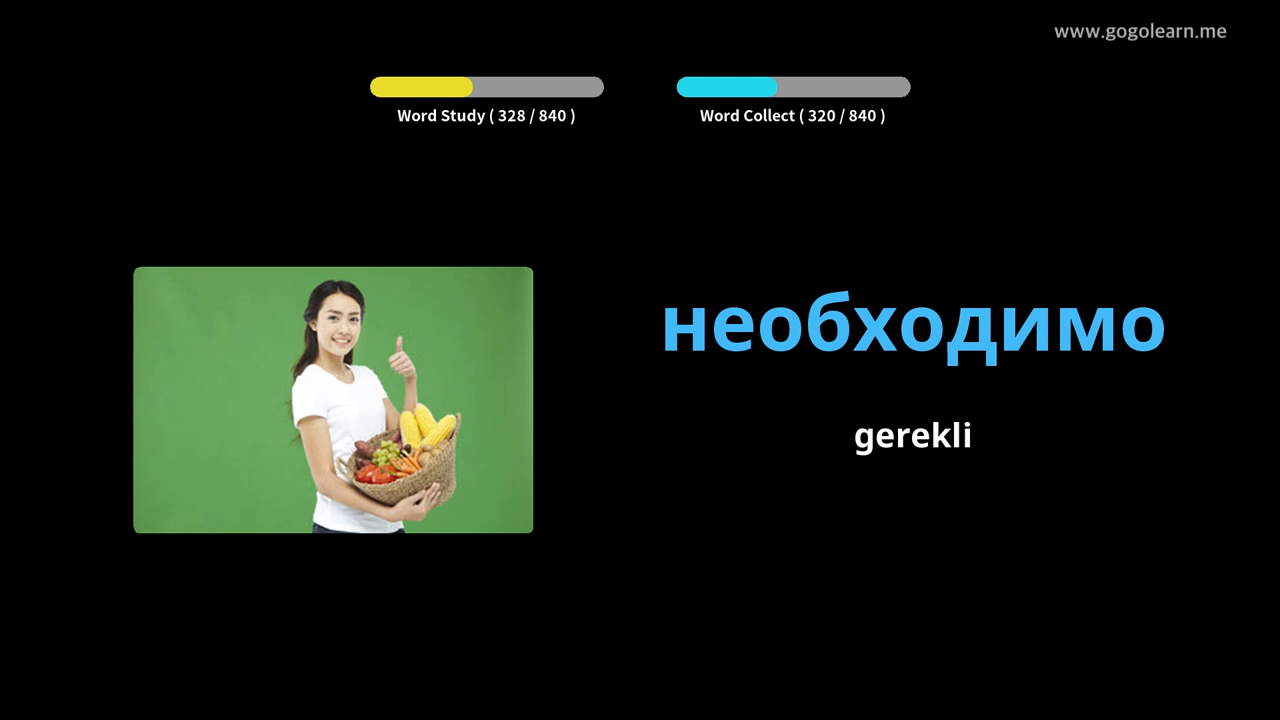 www.gogolearn.me
Word Study ( 328 / 840 )
Word Collect ( 320 / 840 )
необходимо
gerekli